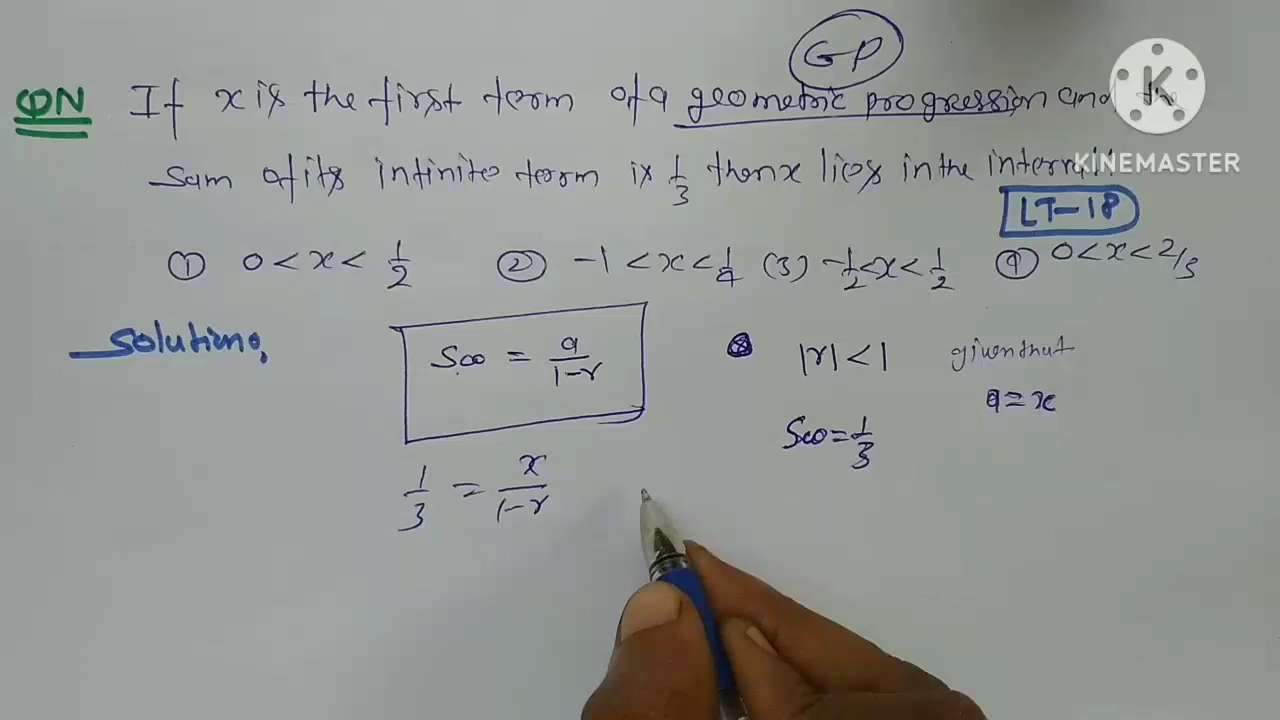 GP
QN If x is the first term of a geometric progression and
Sum of its infinite term is 1/3 then x lies in the interval
LT-18
① 0 < x < 1/2 ② -1 < x < 1/4 (3) -1/2 < x < 1/2 ④ 0 < x < 2/3
Solution,
S∞ = a/(1-r) |r| < 1 given that
a = x
S∞ = 1/3
1/3 = x/(1-r)
K
KINEMASTER